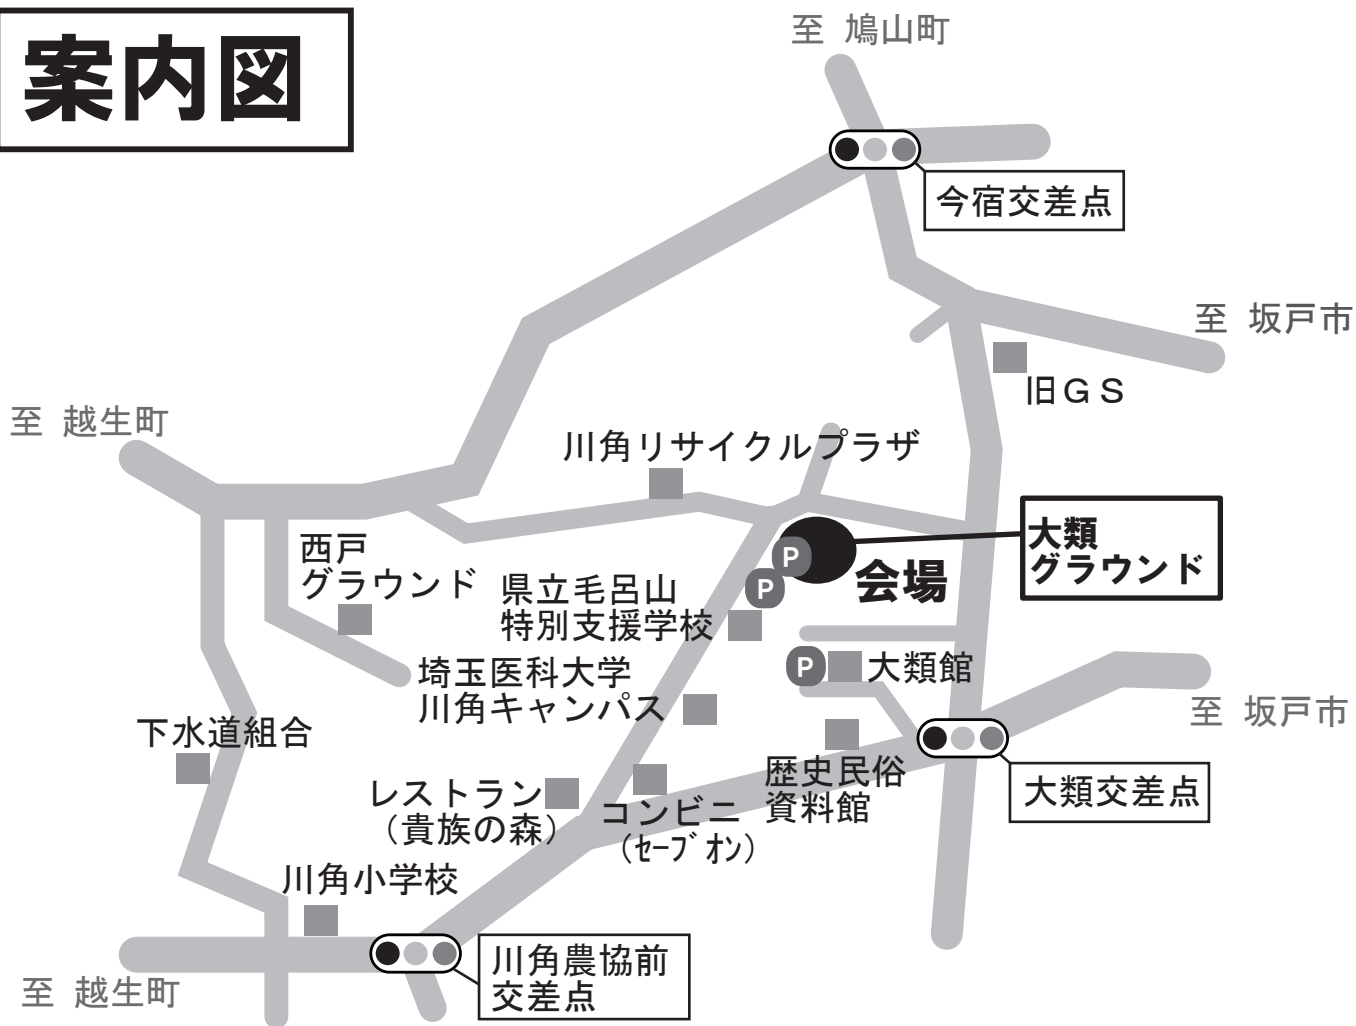 案内図
至 鳩山町
今宿交差点
至 坂戸市
旧ＧＳ
至 越生町
川角リサイクルプラザ
大類
グラウンド
西戸
グラウンド
P
会場
県立毛呂山
特別支援学校
P
P
大類館
埼玉医科大学
川角キャンパス
至 坂戸市
下水道組合
歴史民俗
資料館
大類交差点
レストラン
（貴族の森）
コンビニ
（ｾｰﾌﾞｵﾝ）
川角小学校
川角農協前
交差点
至 越生町